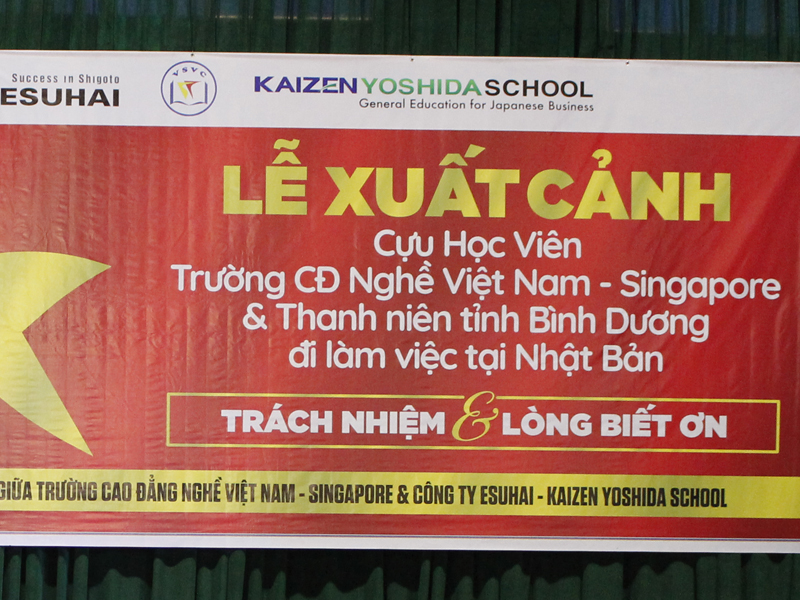 Success in Shigoto
ESUHAI
VSVC
KAIZEN YOSHIDA SCHOOL
General Education for Japanese Business
LỄ XUẤT CẢNH
Cựu Học Viên
Trường CĐ Nghề Việt Nam - Singapore
& Thanh niên tỉnh Bình Dương
đi làm việc tại Nhật Bản
TRÁCH NHIỆM & LÒNG BIẾT ƠN
GIỮA TRƯỜNG CAO ĐẲNG NGHỀ VIỆT NAM - SINGAPORE & CÔNG TY ESUHAI - KAIZEN YOSHIDA SCHOOL